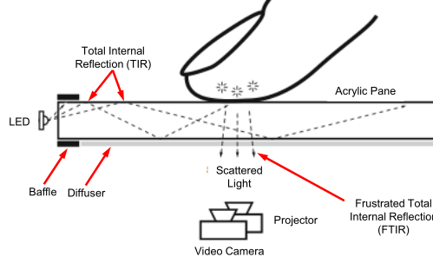 Total Internal
Reflection (TIR)
Acrylic Pane
LED
Baffle
Diffuser
Scattered
Light
Frustrated Total
Internal Reflection
(FTIR)
Projector
Video Camera